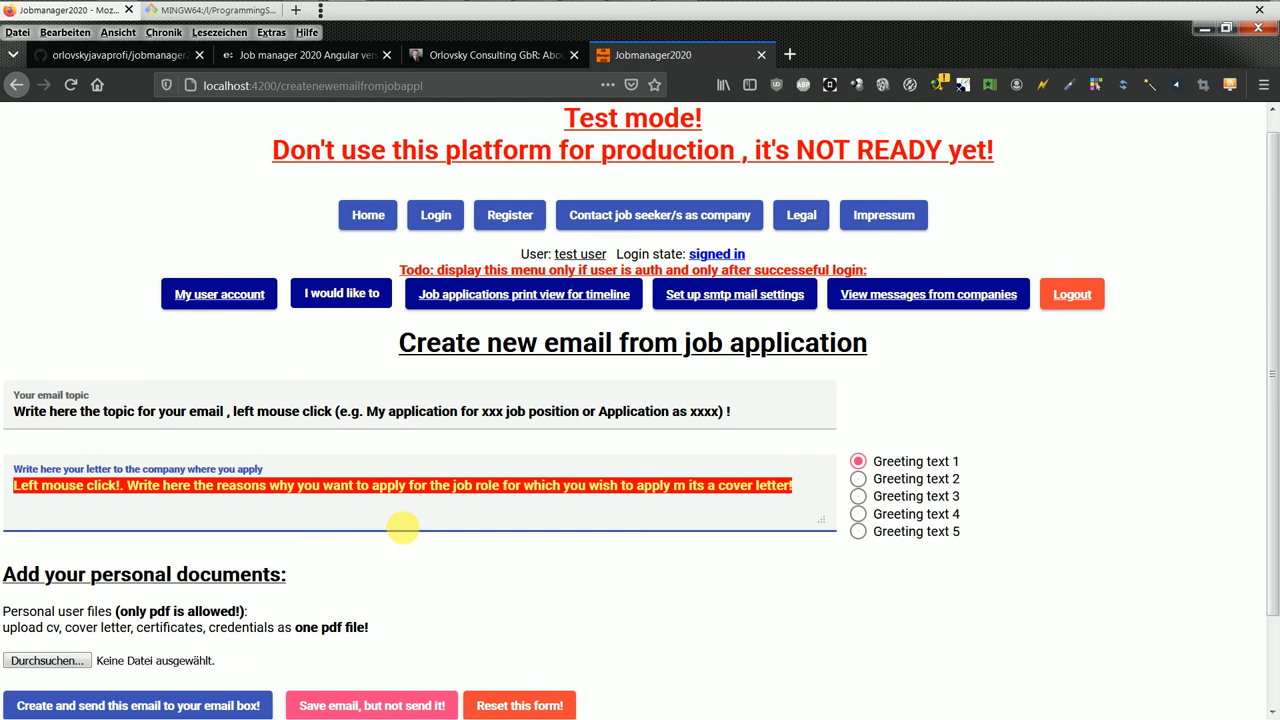 Jobmanager2020 - Moz...
MINGW64:/l/ProgrammingS...
Datei Bearbeiten Ansicht Chronik Lesezeichen Extras Hilfe
orlovskyjavaprofi/jobmanager2
Job manager 2020 Angular ver
Orlovsky Consulting GbR: Abou
Jobmanager2020
localhost:4200/createnewemailfromjobappl
Test mode!
Don't use this platform for production , it's NOT READY yet!
Home Login Register Contact job seeker/s as company Legal Impressum
User: test user Login state: signed in
Todo: display this menu only if user is auth and only after successeful login:
My user account I would like to Job applications print view for timeline Set up smtp mail settings View messages from companies Logout
Create new email from job application
Your email topic
Write here the topic for your email , left mouse click (e.g. My application for xxx job position or Application as xxxx) !
Write here your letter to the company where you apply
Left mouse click!. Write here the reasons why you want to apply for the job role for which you wish to apply m its a cover letter!
Greeting text 1
Greeting text 2
Greeting text 3
Greeting text 4
Greeting text 5
Add your personal documents:
Personal user files (only pdf is allowed!):
upload cv, cover letter, certificates, credentials as one pdf file!
Durchsuchen... Keine Datei ausgewählt.
Create and send this email to your email box! Save email, but not send it! Reset this form!